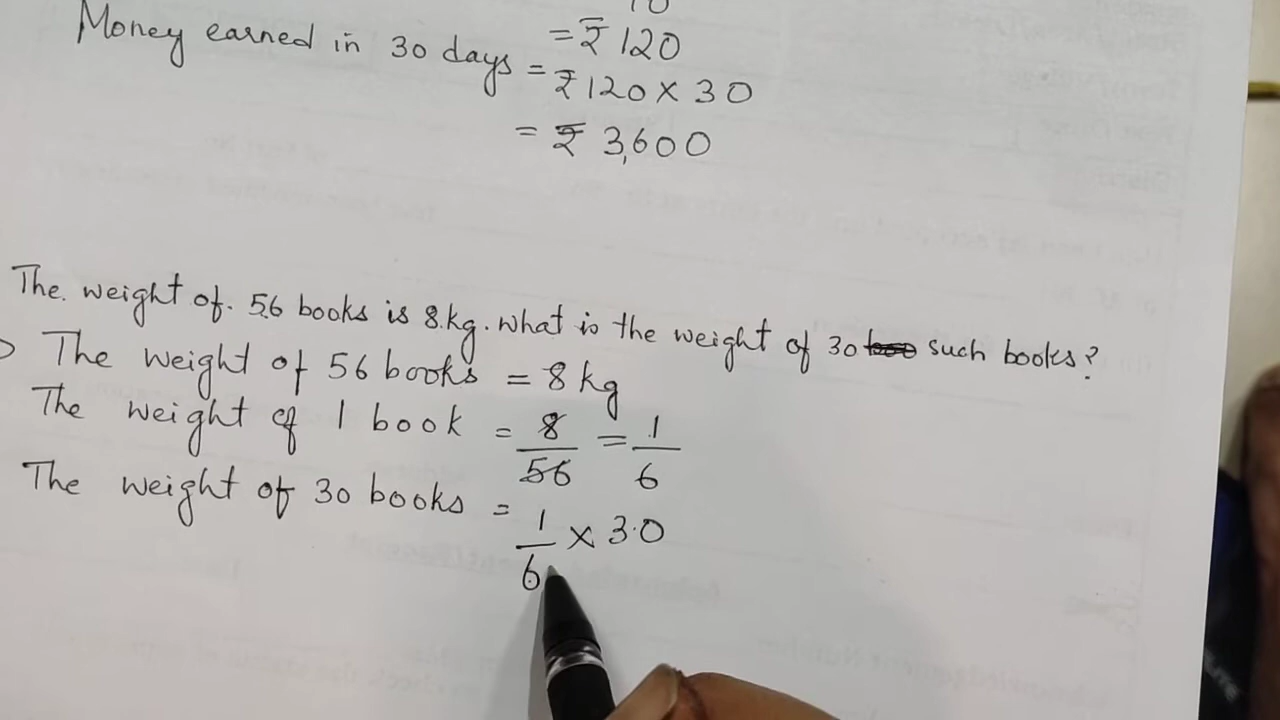 10
= ₹ 120
Money earned in 30 days = ₹ 120 × 30
= ₹ 3,600
The weight of 56 books is 8 kg. what is the weight of 30 such books?
The weight of 56 books = 8 kg
The weight of 1 book = 8/56 = 1/6
The weight of 30 books = 1/6 × 30